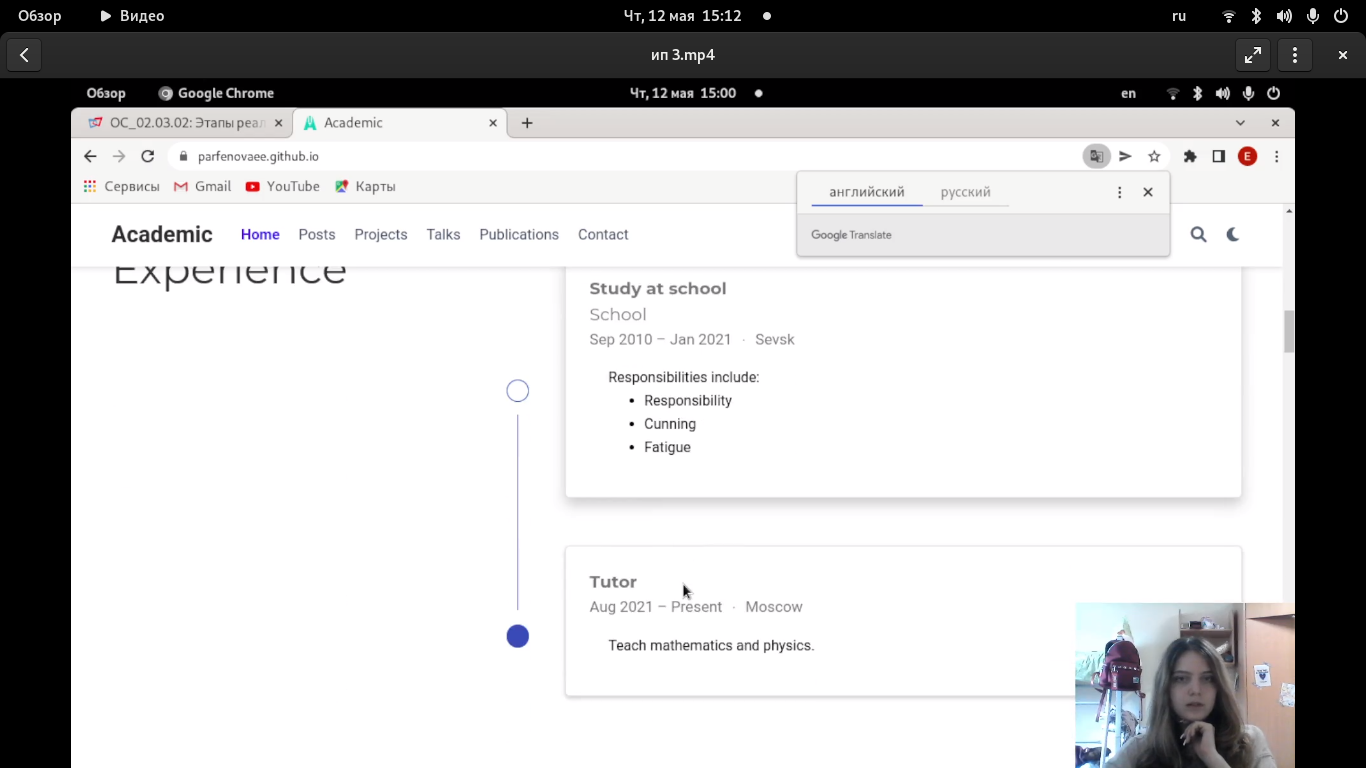 Обзор Видео Чт, 12 мая 15:12 ru
ип 3.mp4
Обзор Google Chrome Чт, 12 мая 15:00 en
ОС_02.03.02: Этапы реал Academic
parfenovaee.github.io E
Сервисы Gmail YouTube Карты
английский русский
Google Translate
Academic Home Posts Projects Talks Publications Contact
Experience
Study at school
School
Sep 2010 – Jan 2021 · Sevsk
Responsibilities include:
• Responsibility
• Cunning
• Fatigue
Tutor
Aug 2021 – Present · Moscow
Teach mathematics and physics.